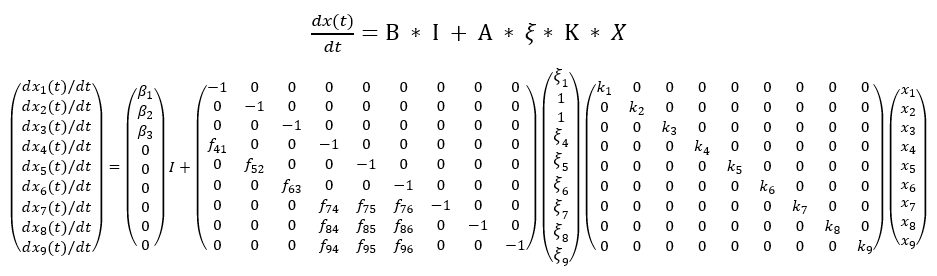 dx(t)/dt = B * I + A * ξ * K * X
dx₁(t)/dt β₁ −1 0 0 0 0 0 0 0 0 ξ₁ k₁ 0 0 0 0 0 0 0 0 x₁
dx₂(t)/dt β₂ 0 −1 0 0 0 0 0 0 0 1 0 k₂ 0 0 0 0 0 0 0 x₂
dx₃(t)/dt β₃ 0 0 −1 0 0 0 0 0 0 1 0 0 k₃ 0 0 0 0 0 0 x₃
dx₄(t)/dt 0 f₄₁ 0 0 −1 0 0 0 0 0 ξ₄ 0 0 0 k₄ 0 0 0 0 0 x₄
dx₅(t)/dt = 0 I + 0 f₅₂ 0 0 −1 0 0 0 0 ξ₅ 0 0 0 0 k₅ 0 0 0 0 x₅
dx₆(t)/dt 0 0 0 f₆₃ 0 0 −1 0 0 0 ξ₆ 0 0 0 0 0 k₆ 0 0 0 x₆
dx₇(t)/dt 0 0 0 0 f₇₄ f₇₅ f₇₆ −1 0 0 ξ₇ 0 0 0 0 0 0 k₇ 0 0 x₇
dx₈(t)/dt 0 0 0 0 f₈₄ f₈₅ f₈₆ 0 −1 0 ξ₈ 0 0 0 0 0 0 0 k₈ 0 x₈
dx₉(t)/dt 0 0 0 0 f₉₄ f₉₅ f₉₆ 0 0 −1 ξ₉ 0 0 0 0 0 0 0 0 k₉ x₉